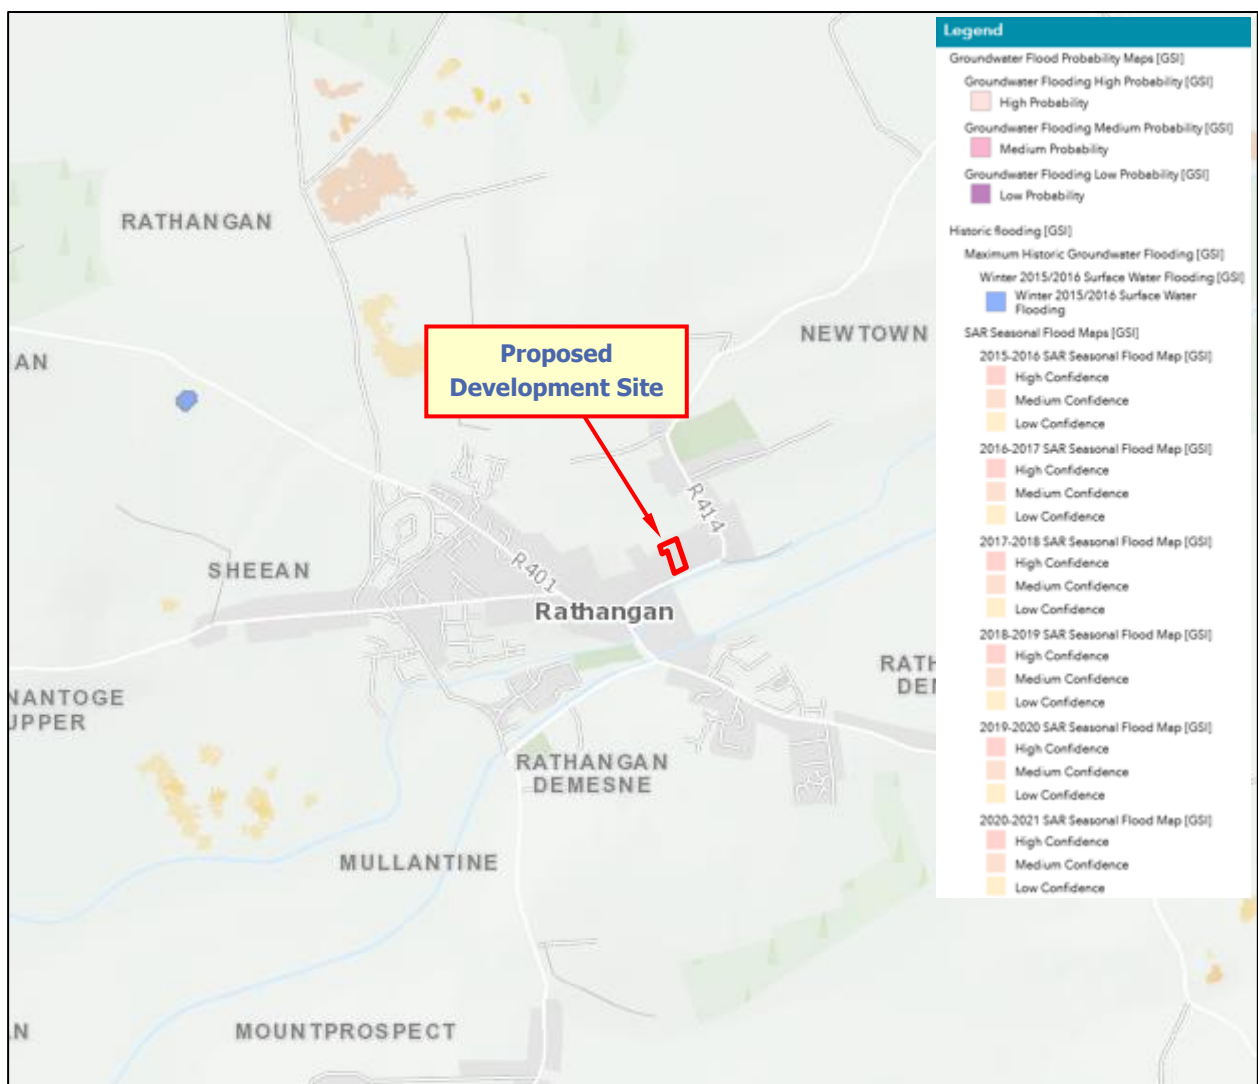 Legend
Groundwater Flood Probability Maps [GSI]
Groundwater Flooding High Probability [GSI]
High Probability
Groundwater Flooding Medium Probability [GSI]
Medium Probability
Groundwater Flooding Low Probability [GSI]
Low Probability
Historic flooding [GSI]
Maximum Historic Groundwater Flooding [GSI]
Winter 2015/2016 Surface Water Flooding [GSI]
Winter 2015/2016 Surface Water
Flooding
SAR Seasonal Flood Maps [GSI]
2015-2016 SAR Seasonal Flood Map [GSI]
High Confidence
Medium Confidence
Low Confidence
2016-2017 SAR Seasonal Flood Map [GSI]
High Confidence
Medium Confidence
Low Confidence
2017-2018 SAR Seasonal Flood Map [GSI]
High Confidence
Medium Confidence
Low Confidence
2018-2019 SAR Seasonal Flood Map [GSI]
High Confidence
Medium Confidence
Low Confidence
2019-2020 SAR Seasonal Flood Map [GSI]
High Confidence
Medium Confidence
Low Confidence
2020-2021 SAR Seasonal Flood Map [GSI]
High Confidence
Medium Confidence
Low Confidence
RATHANGAN
NEWTOWN
Proposed
Development Site
AN
R414
SHEEAN
R401
Rathangan
RATH
DE
NANTOGE
UPPER
RATHANGAN
DEMESNE
MULLANTINE
MOUNTPROSPECT
N